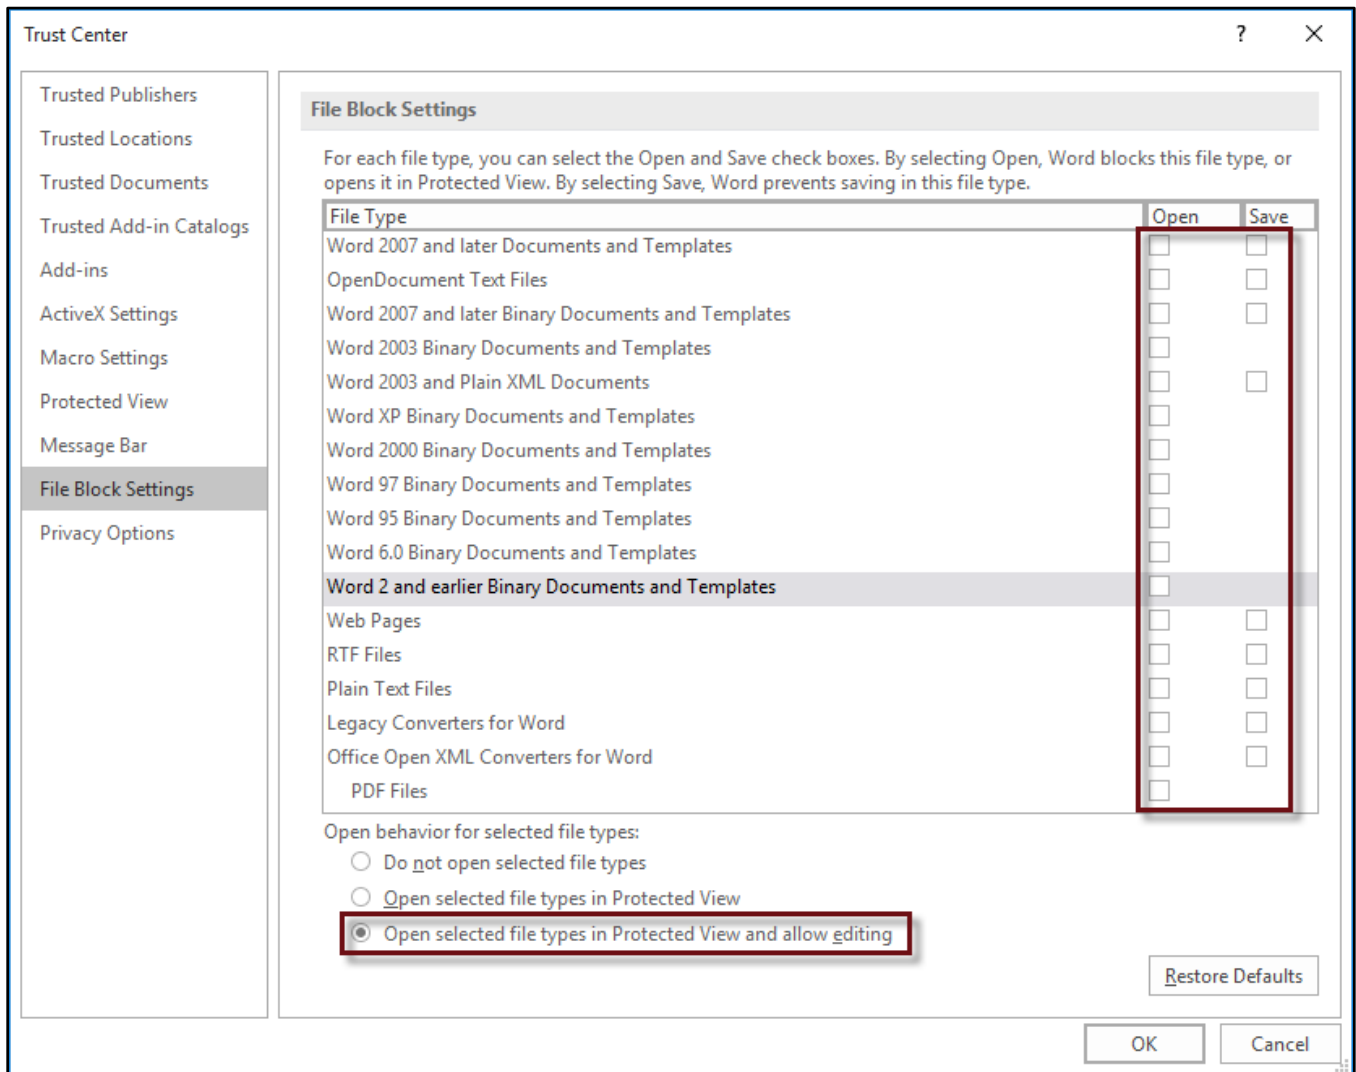 Trust Center
?
Trusted Publishers
Trusted Locations
Trusted Documents
Trusted Add-in Catalogs
Add-ins
ActiveX Settings
Macro Settings
Protected View
Message Bar
File Block Settings
Privacy Options
File Block Settings
For each file type, you can select the Open and Save check boxes. By selecting Open, Word blocks this file type, or
opens it in Protected View. By selecting Save, Word prevents saving in this file type.
File Type Open Save
Word 2007 and later Documents and Templates
OpenDocument Text Files
Word 2007 and later Binary Documents and Templates
Word 2003 Binary Documents and Templates
Word 2003 and Plain XML Documents
Word XP Binary Documents and Templates
Word 2000 Binary Documents and Templates
Word 97 Binary Documents and Templates
Word 95 Binary Documents and Templates
Word 6.0 Binary Documents and Templates
Word 2 and earlier Binary Documents and Templates
Web Pages
RTF Files
Plain Text Files
Legacy Converters for Word
Office Open XML Converters for Word
PDF Files
Open behavior for selected file types:
Do not open selected file types
Open selected file types in Protected View
Open selected file types in Protected View and allow editing
Restore Defaults
OK Cancel